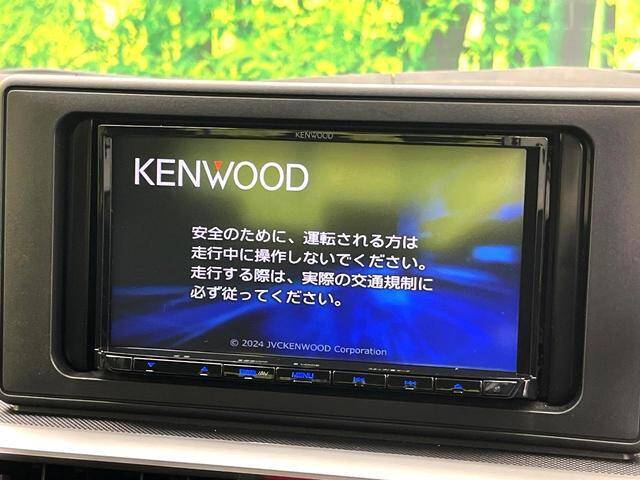 KENWOOD
KENWOOD
安全のために、運転される方は
走行中に操作しないでください。
走行する際は、実際の交通規制に
必ず従ってください。
© 2024 JVCKENWOOD Corporation
MENU